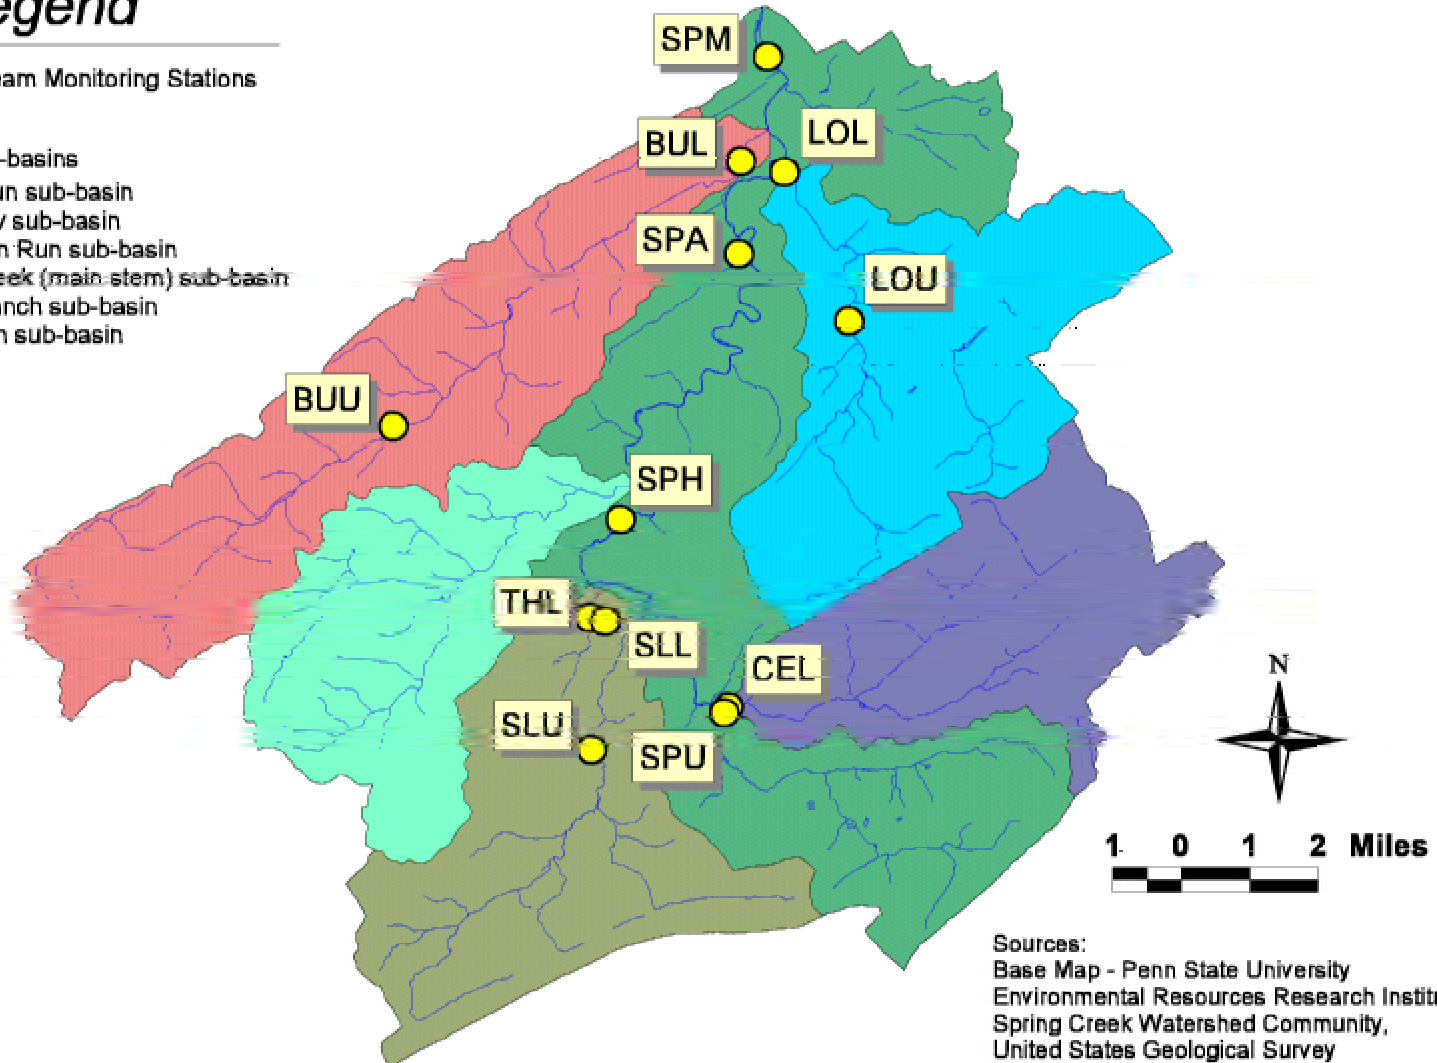 egend
eam Monitoring Stations
-basins
un sub-basin
y sub-basin
n Run sub-basin
eek (main stem) sub-basin
anch sub-basin
n sub-basin
SPM
BUL
LOL
SPA
LOU
BUU
SPH
THL
SLL
CEL
SLU
SPU
N
1 0 1 2 Miles
Sources:
Base Map - Penn State University
Environmental Resources Research Instit
Spring Creek Watershed Community,
United States Geological Survey